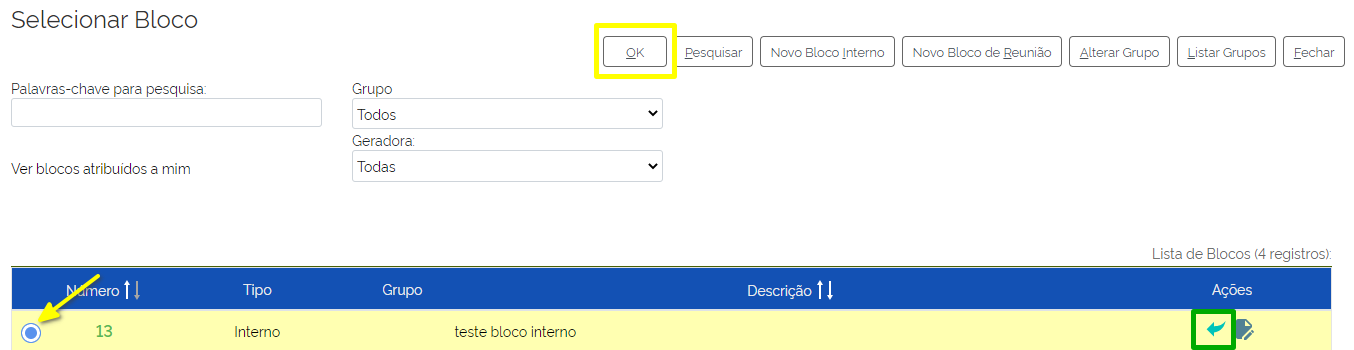 Selecionar Bloco
OK Pesquisar Novo Bloco Interno Novo Bloco de Reunião Alterar Grupo Listar Grupos Fechar
Palavras-chave para pesquisa:
Grupo
Todos
Geradora:
Todas
Ver blocos atribuídos a mim
Lista de Blocos (4 registros):
Número Tipo Grupo Descrição Ações
13 Interno teste bloco interno